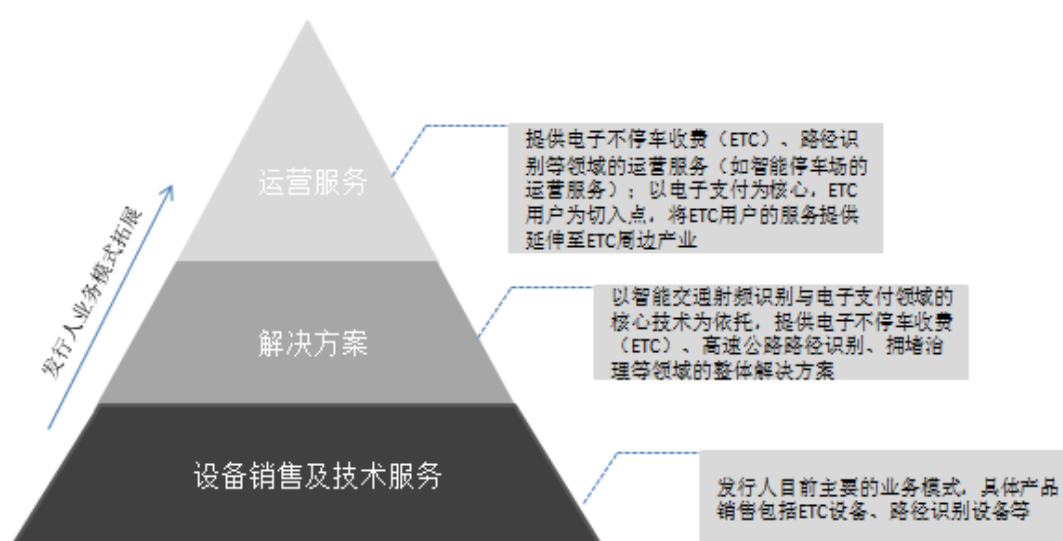 运营服务
提供电子不停车收费（ETC）、路径识
别等领域的运营服务（如智能停车场的
运营服务）；以电子支付为核心，ETC
用户为切入点，将ETC用户的服务提供
延伸至ETC周边产业
发行人业务模式拓展
解决方案
以智能交通射频识别与电子支付领域的
核心技术为依托，提供电子不停车收费
（ETC）、高速公路路径识别、拥堵治
理等领域的整体解决方案
设备销售及技术服务
发行人目前主要的业务模式，具体产品
销售包括ETC设备、路径识别设备等